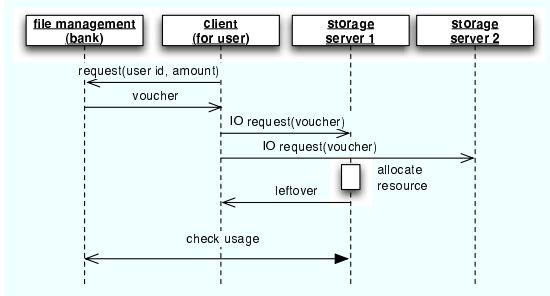 file management
(bank)
client
(for user)
storage
server 1
storage
server 2
request(user id, amount)
voucher
IO request(voucher)
IO request(voucher)
allocate
resource
leftover
check usage